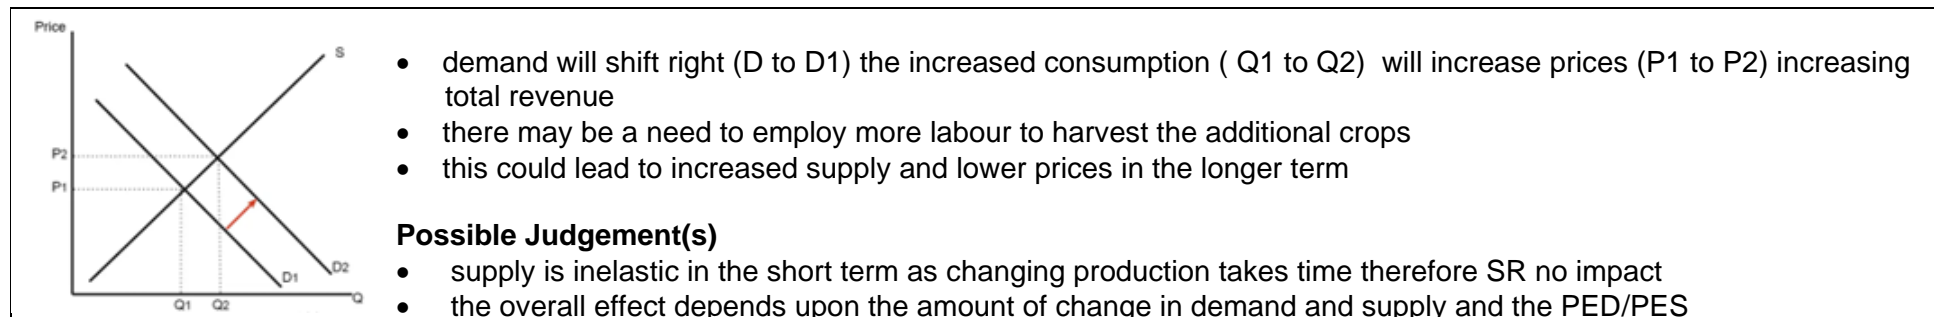 Price
S
P2
P1
D1
D2
Q1
Q2
Q
• demand will shift right (D to D1) the increased consumption ( Q1 to Q2)  will increase prices (P1 to P2) increasing
total revenue
• there may be a need to employ more labour to harvest the additional crops
• this could lead to increased supply and lower prices in the longer term
Possible Judgement(s)
• supply is inelastic in the short term as changing production takes time therefore SR no impact
• the overall effect depends upon the amount of change in demand and supply and the PED/PES